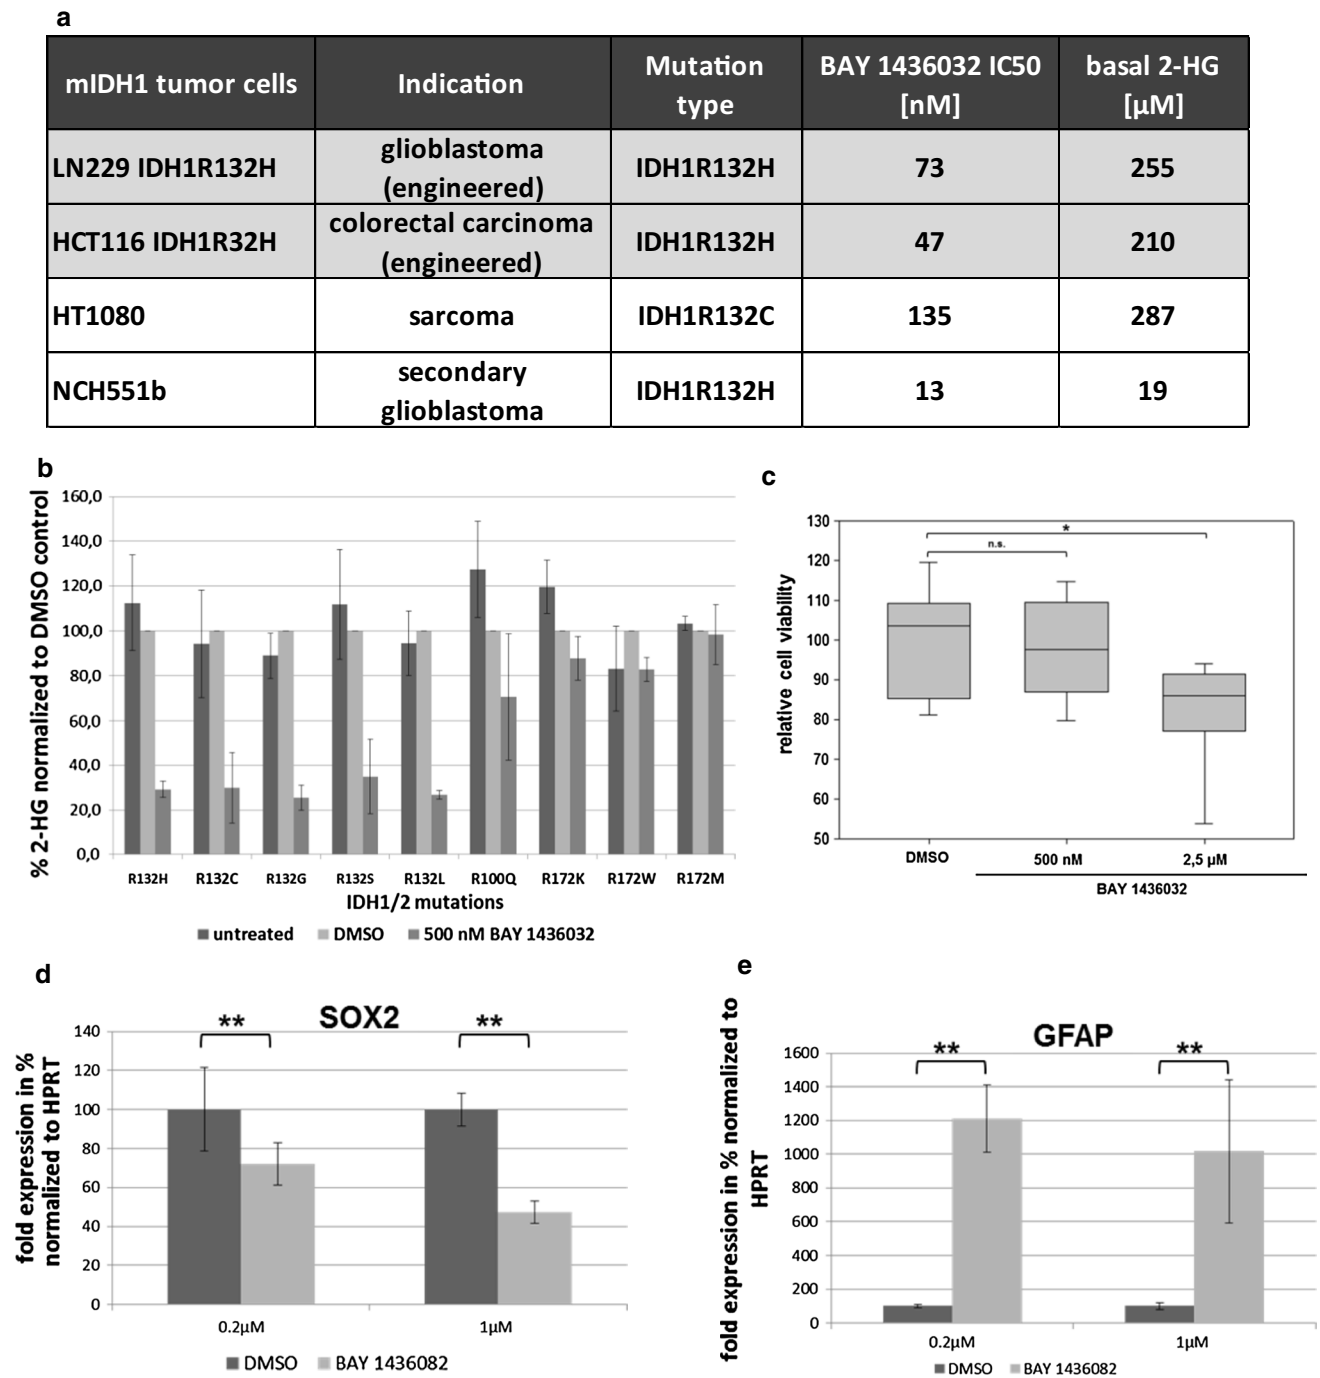 a
mIDH1 tumor cells Indication Mutation type BAY 1436032 IC50 [nM] basal 2-HG [µM]
LN229 IDH1R132H glioblastoma (engineered) IDH1R132H 73 255
HCT116 IDH1R32H colorectal carcinoma (engineered) IDH1R132H 47 210
HT1080 sarcoma IDH1R132C 135 287
NCH551b secondary glioblastoma IDH1R132H 13 19
b
% 2-HG normalized to DMSO control
160,0
140,0
120,0
100,0
80,0
60,0
40,0
20,0
0,0
R132H R132C R132G R132S R132L R100Q R172K R172W R172M
IDH1/2 mutations
untreated DMSO 500 nM BAY 1436032
c
relative cell viability
130
120
110
100
90
80
70
60
50
*
n.s.
DMSO 500 nM 2,5 µM
BAY 1436032
d
SOX2
fold expression in %
normalized to HPRT
140
120
100
80
60
40
20
0
** **
0.2µM 1µM
DMSO BAY 1436082
e
GFAP
fold expression in % normalized to
HPRT
1600
1400
1200
1000
800
600
400
200
0
** **
0.2µM 1µM
DMSO BAY 1436082